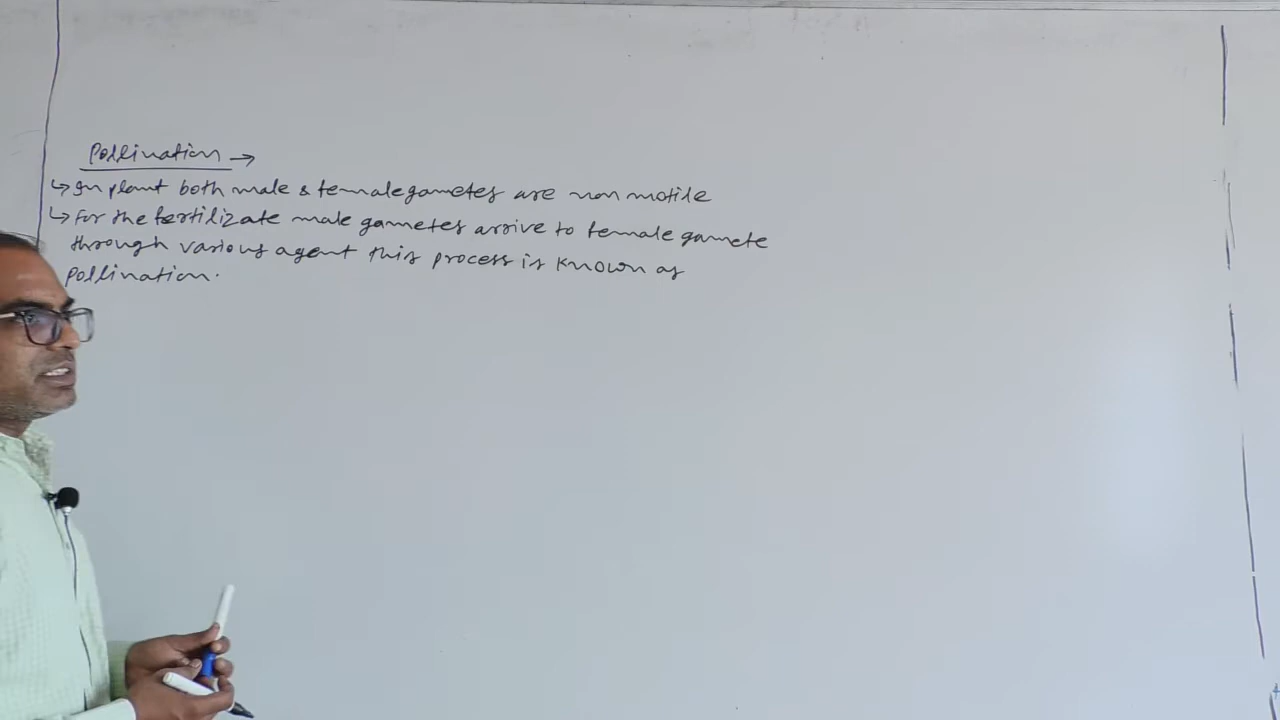 Pollination →
↳ In plant both male & female gametes are non motile
↳ For the fertilizate male gametes arrive to female gamete
through various agent this process is known as
Pollination.